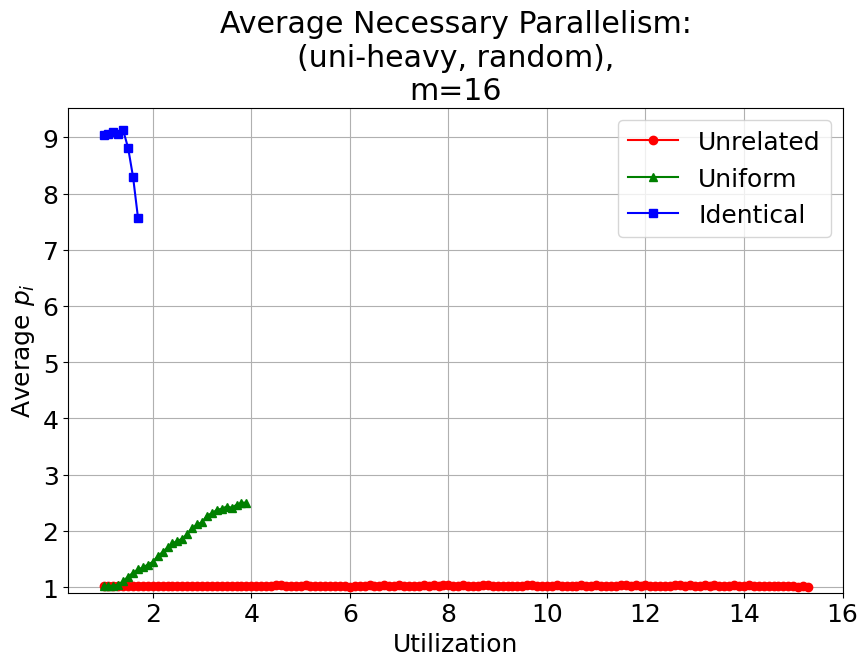 Average Necessary Parallelism:
(uni-heavy, random),
m=16
Unrelated
Uniform
Identical
9
8
7
6
5
4
3
2
1
Average p_i
2 4 6 8 10 12 14 16
Utilization